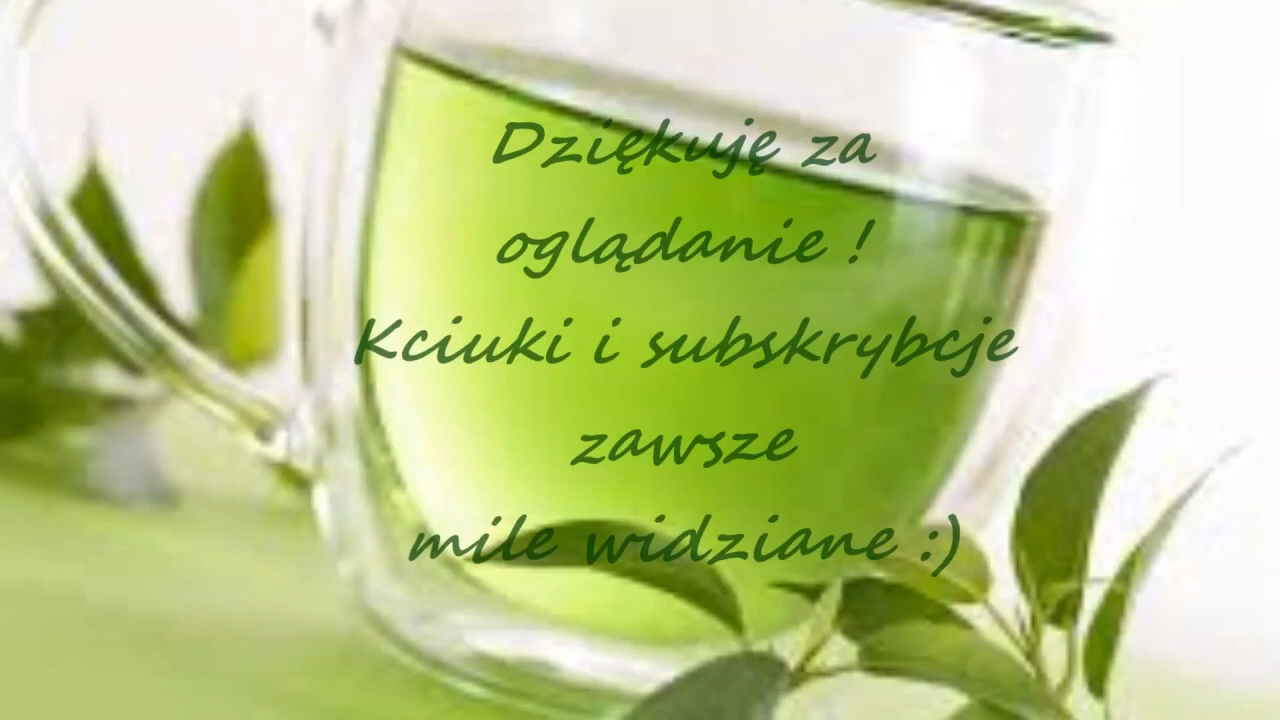 Dziękuję za
oglądanie !
Kciuki i subskrybcje
zawsze
mile widziane :)